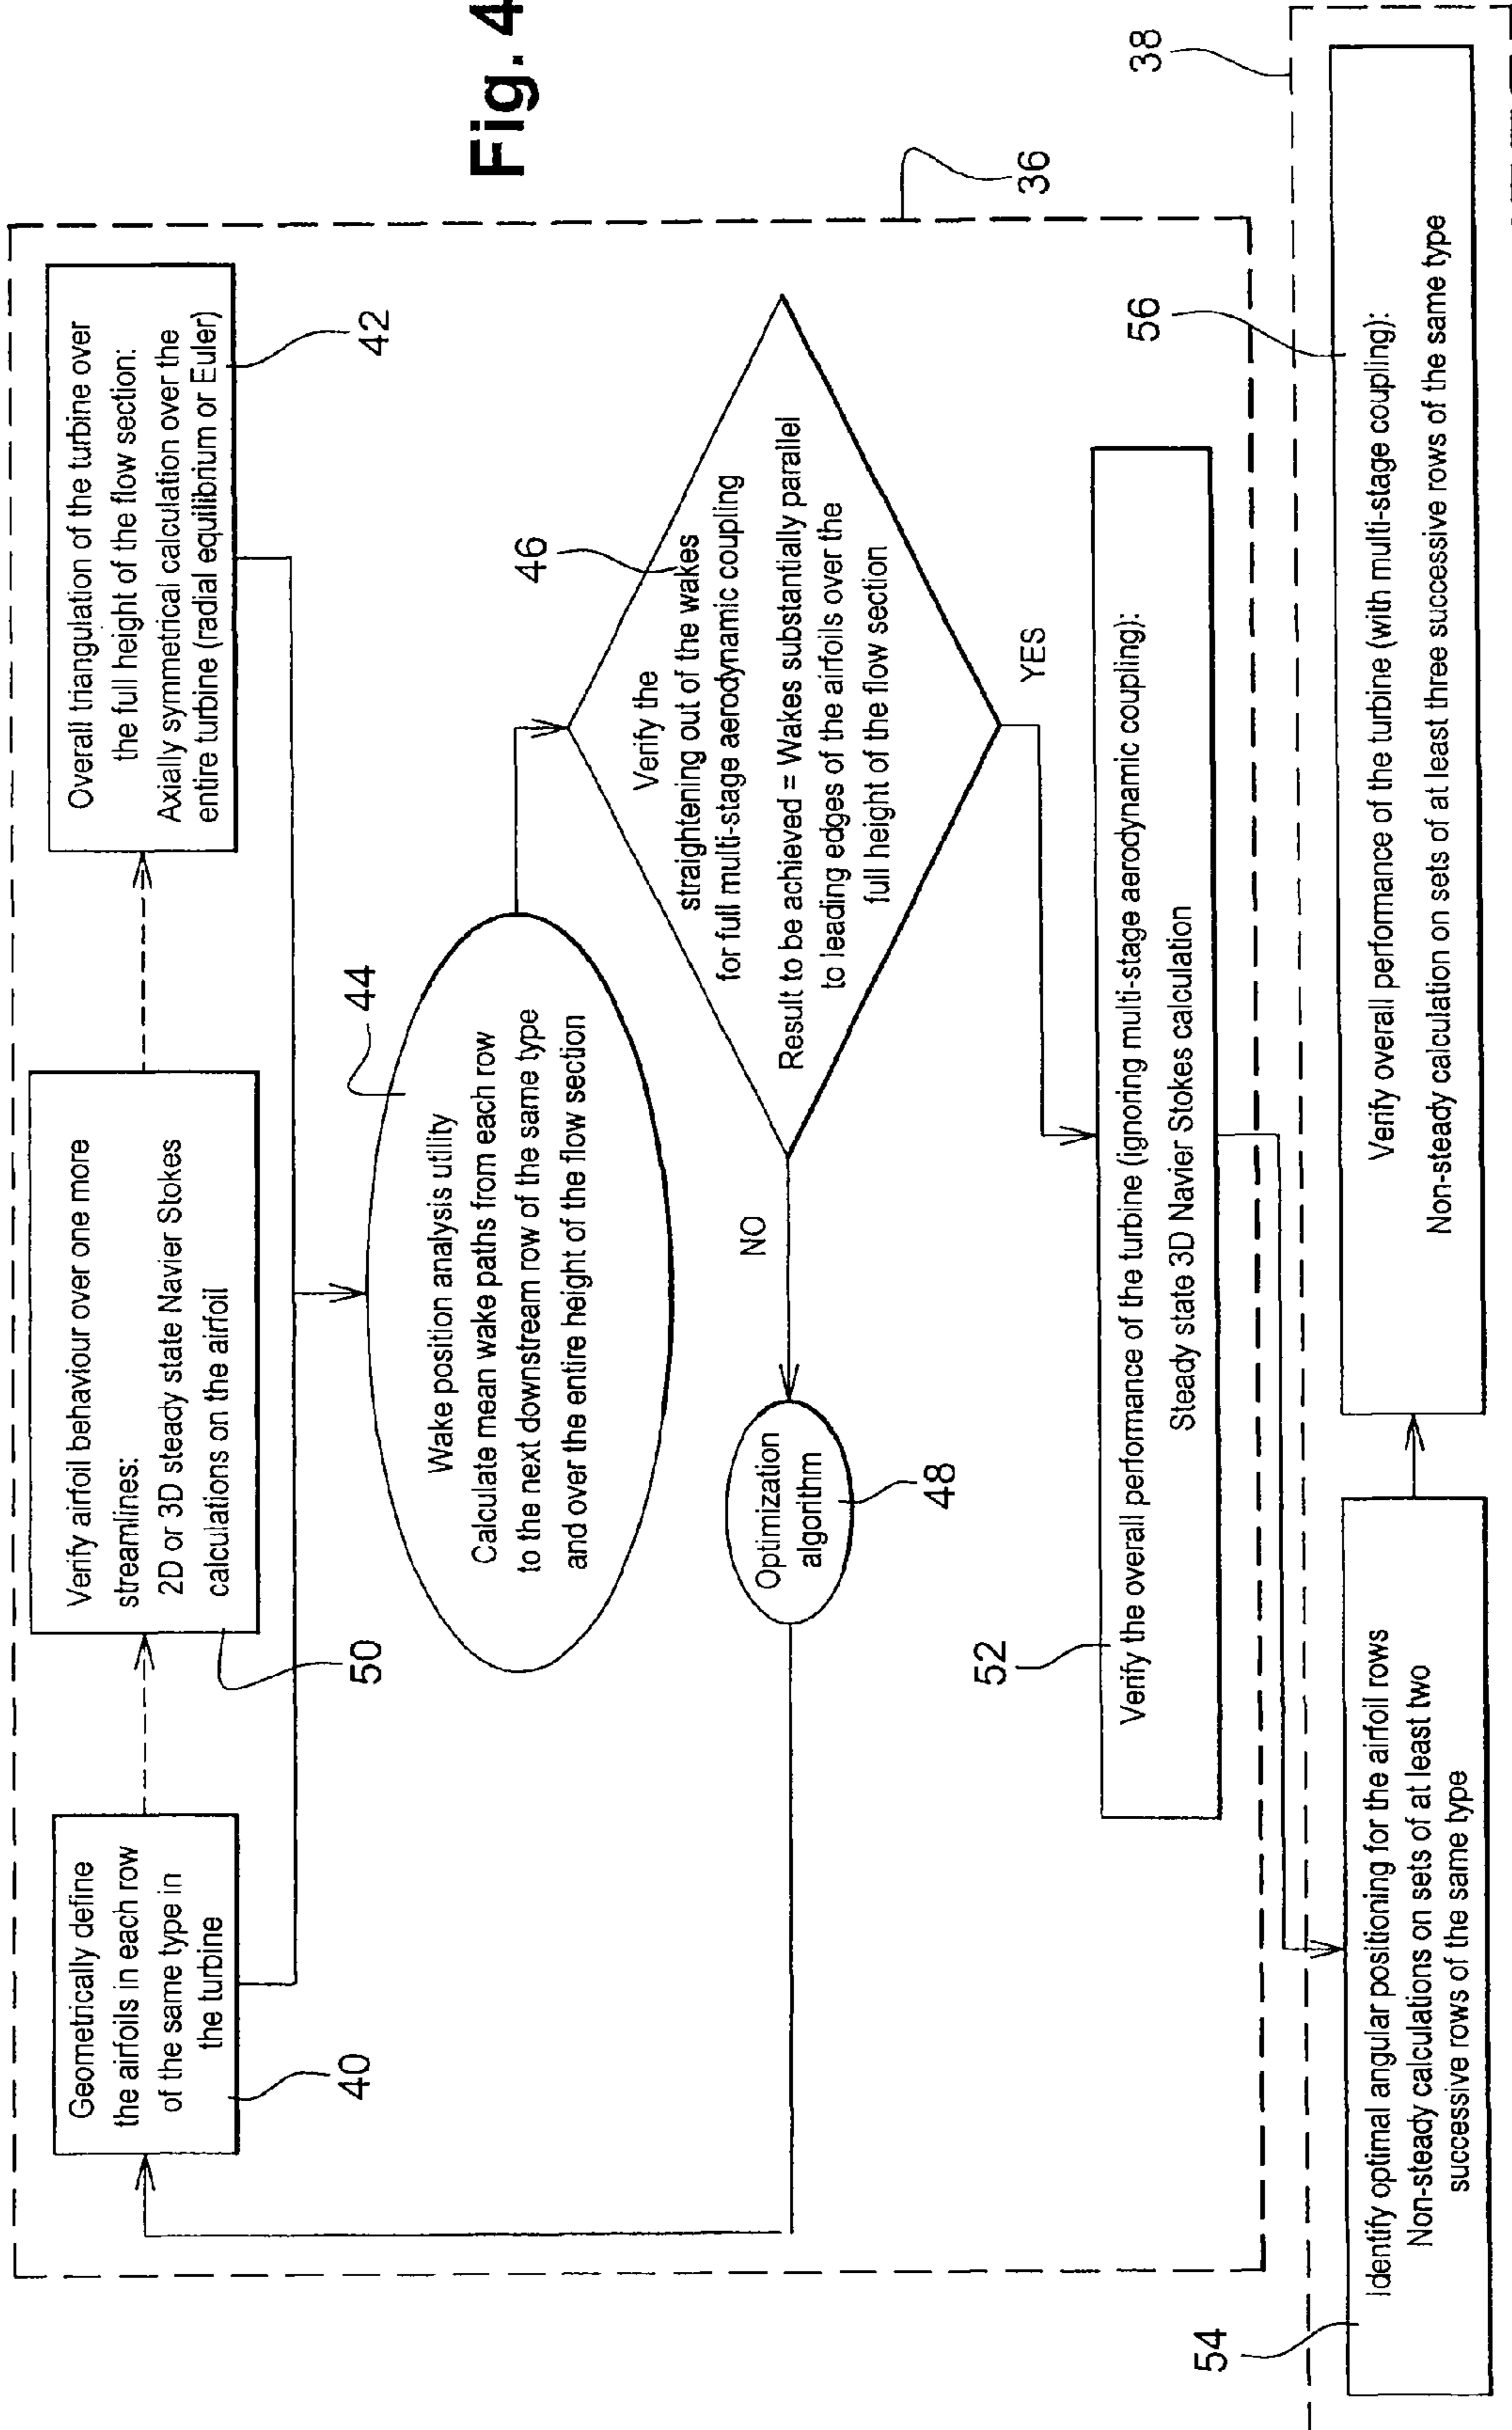 Fig. 4
Geometrically define
the airfoils in each row
of the same type in
the turbine
40
Verify airfoil behaviour over one more
streamlines:
2D or 3D steady state Navier Stokes
calculations on the airfoil
50
Overall triangulation of the turbine over
the full height of the flow section:
Axially symmetrical calculation over the
entire turbine (radial equilibrium or Euler)
42
44
Wake position analysis utility
Calculate mean wake paths from each row
to the next downstream row of the same type
and over the entire height of the flow section
46
Verify the
straightening out of the wakes
for full multi-stage aerodynamic coupling
Result to be achieved = Wakes substantially parallel
to leading edges of the airfoils over the
full height of the flow section
NO
YES
Optimization
algorithm
48
36
52
Verify the overall performance of the turbine (ignoring multi-stage aerodynamic coupling):
Steady state 3D Navier Stokes calculation
38
54
Identify optimal angular positioning for the airfoil rows
Non-steady calculations on sets of at least two
successive rows of the same type
56
Verify overall performance of the turbine (with multi-stage coupling):
Non-steady calculation on sets of at least three successive rows of the same type